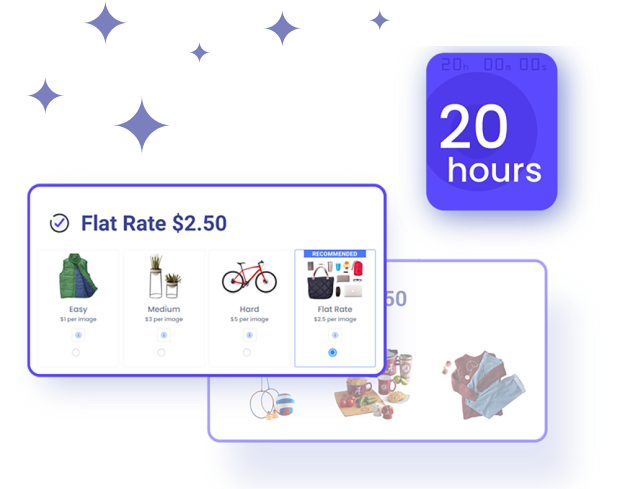 20h 00m 00s
20
hours
Flat Rate $2.50
RECOMMENDED
Easy
$1 per image
Medium
$3 per image
Hard
$5 per image
Flat Rate
$2.5 per image
50